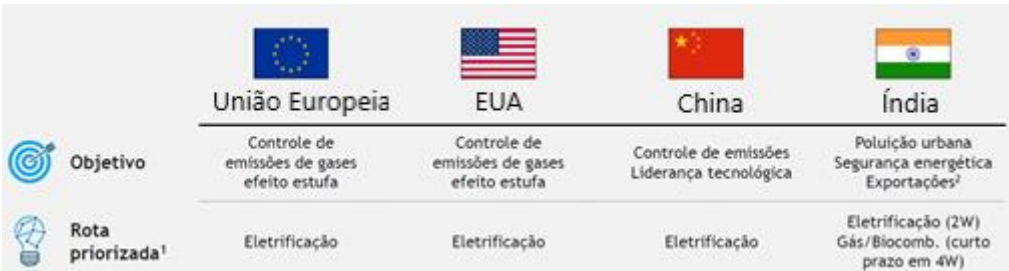 União Europeia
EUA
China
Índia
Objetivo
Controle de
emissões de gases
efeito estufa
Controle de
emissões de gases
efeito estufa
Controle de emissões
Liderança tecnológica
Poluição urbana
Segurança energética
Exportações²
Rota
priorizada¹
Eletrificação
Eletrificação
Eletrificação
Eletrificação (2W)
Gás/Biocomb. (curto
prazo em 4W)